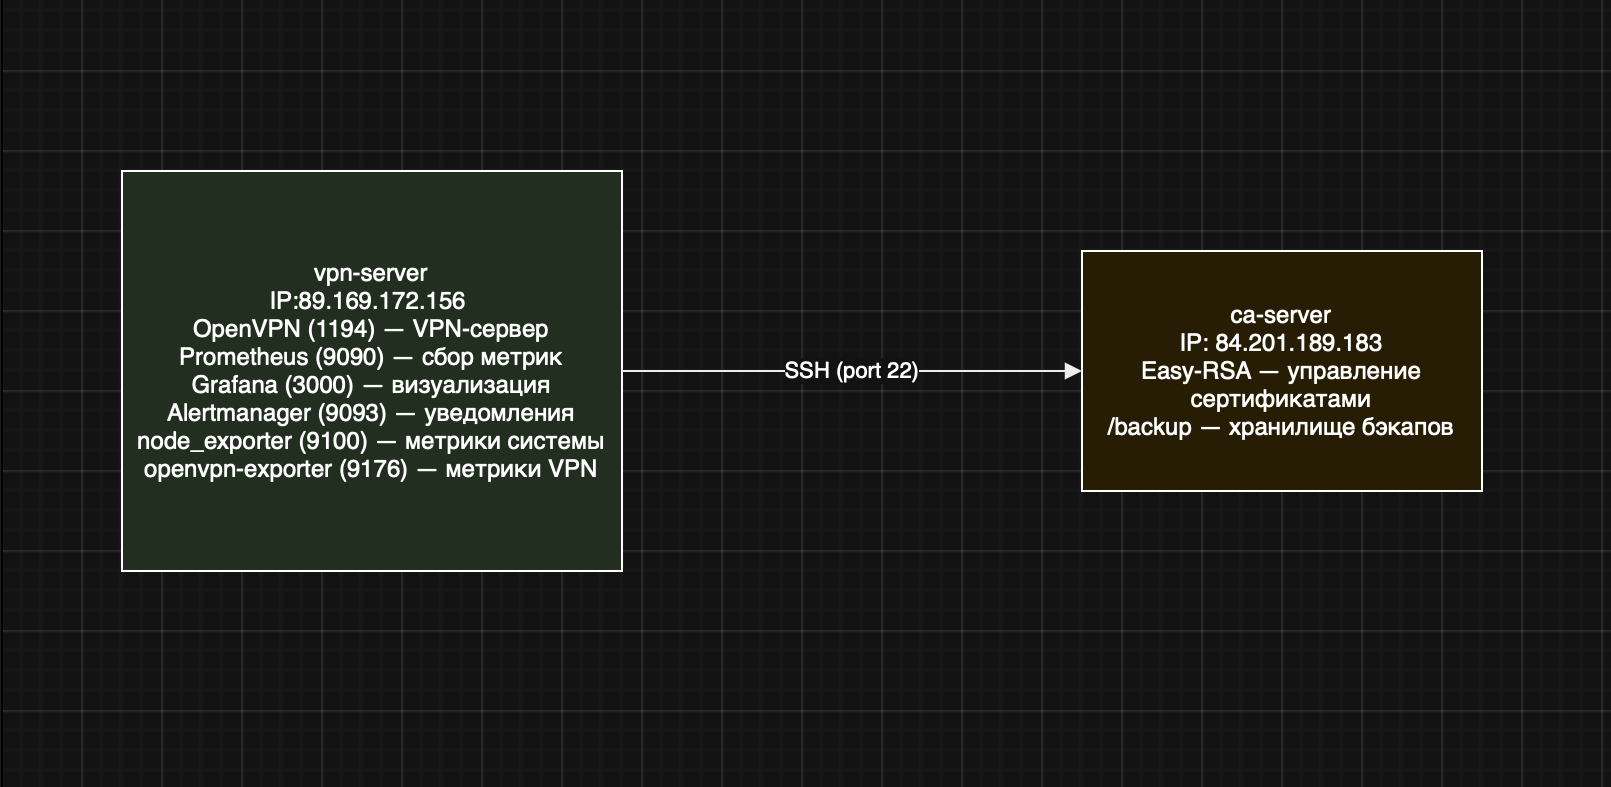 vpn-server
IP:89.169.172.156
OpenVPN (1194) — VPN-сервер
Prometheus (9090) — сбор метрик
Grafana (3000) — визуализация
Alertmanager (9093) — уведомления
node_exporter (9100) — метрики системы
openvpn-exporter (9176) — метрики VPN
SSH (port 22)
ca-server
IP: 84.201.189.183
Easy-RSA — управление
сертификатами
/backup — хранилище бэкапов